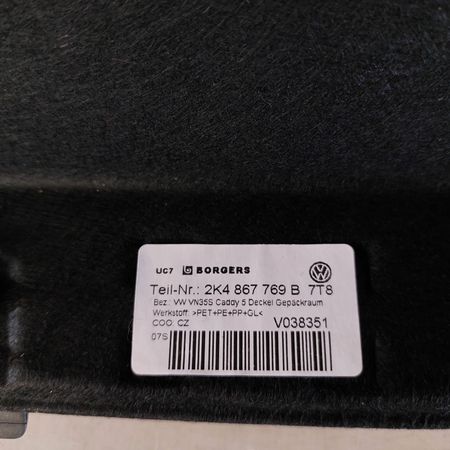 UC7 BORGERS
Teil-Nr.: 2K4 867 769 B 7T8
Bez.: VW VN35S Caddy 5 Deckel Gepäckraum
Werkstoff: >PET+PE+PP+GL<
COO: CZ V038351
07S